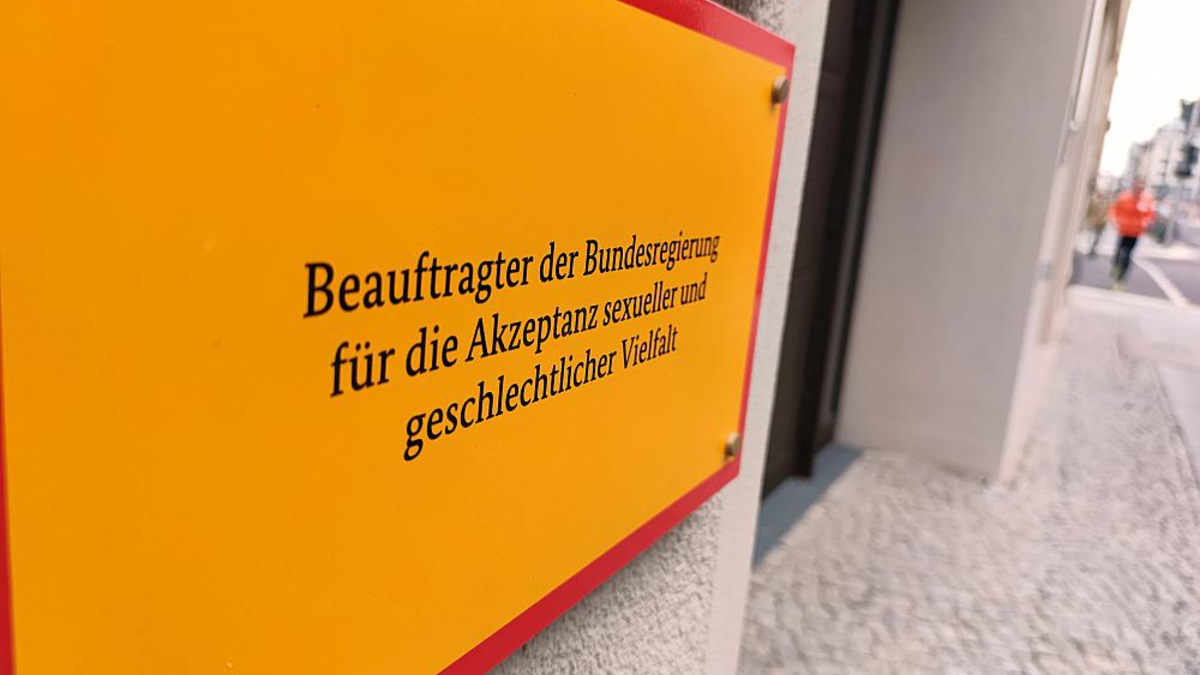 Beauftragter der Bundesregierung
für die Akzeptanz sexueller und
geschlechtlicher Vielfalt